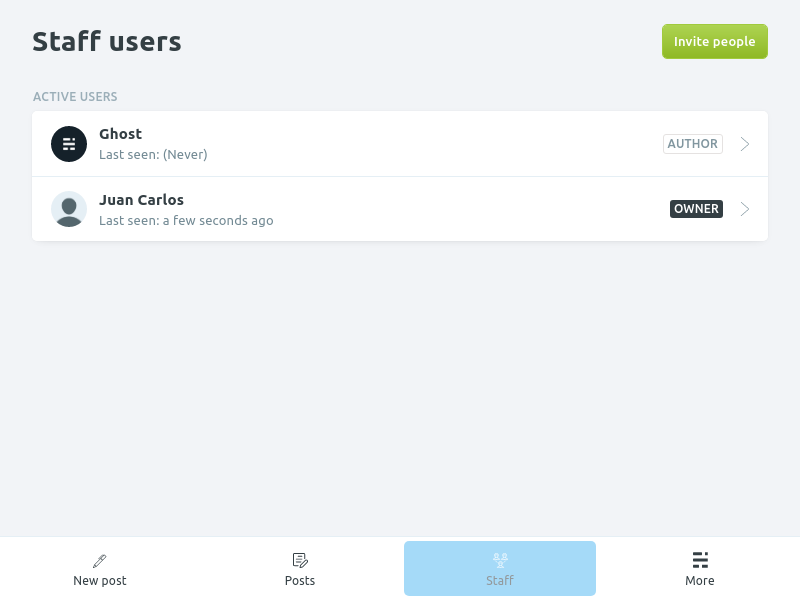 Staff users
Invite people
ACTIVE USERS
Ghost
Last seen: (Never)
AUTHOR
Juan Carlos
Last seen: a few seconds ago
OWNER
New post
Posts
Staff
More